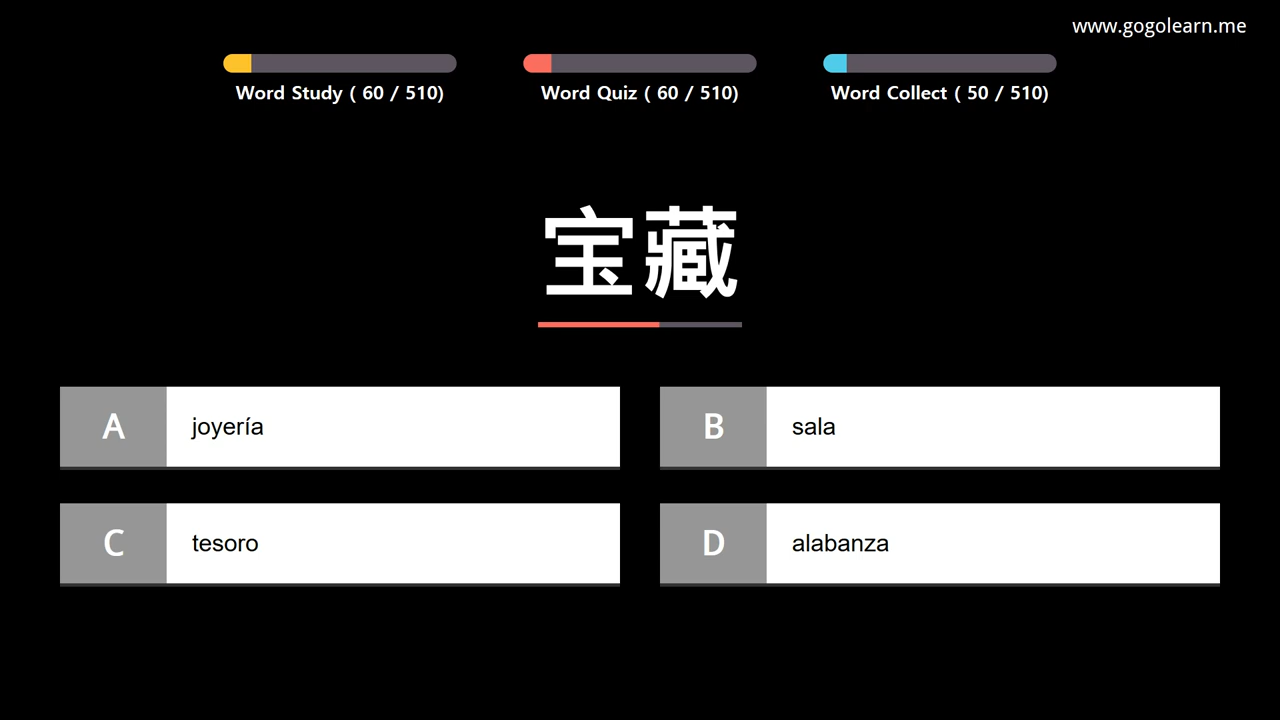 www.gogolearn.me
Word Study ( 60 / 510)
Word Quiz ( 60 / 510)
Word Collect ( 50 / 510)
宝藏
A joyería
B sala
C tesoro
D alabanza